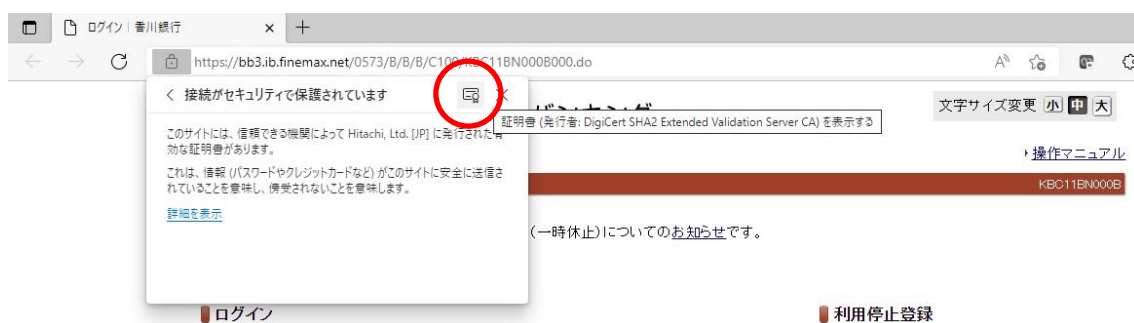 ログイン | 香川銀行
https://bb3.ib.finemax.net/0573/B/B/B/C100/KBC11BN000B000.do
接続がセキュリティで保護されています
文字サイズ変更 小 中 大
証明書 (発行者: DigiCert SHA2 Extended Validation Server CA) を表示する
このサイトには、信頼できる機関によって Hitachi, Ltd. [JP] に発行された有
効な証明書があります。
操作マニュアル
これは、情報 (パスワードやクレジットカードなど) がこのサイトに安全に送信さ
れていることを意味し、傍受されないことを意味します。
KBC11BN000B
詳細を表示
(一時休止)についてのお知らせです。
ログイン
利用停止登録